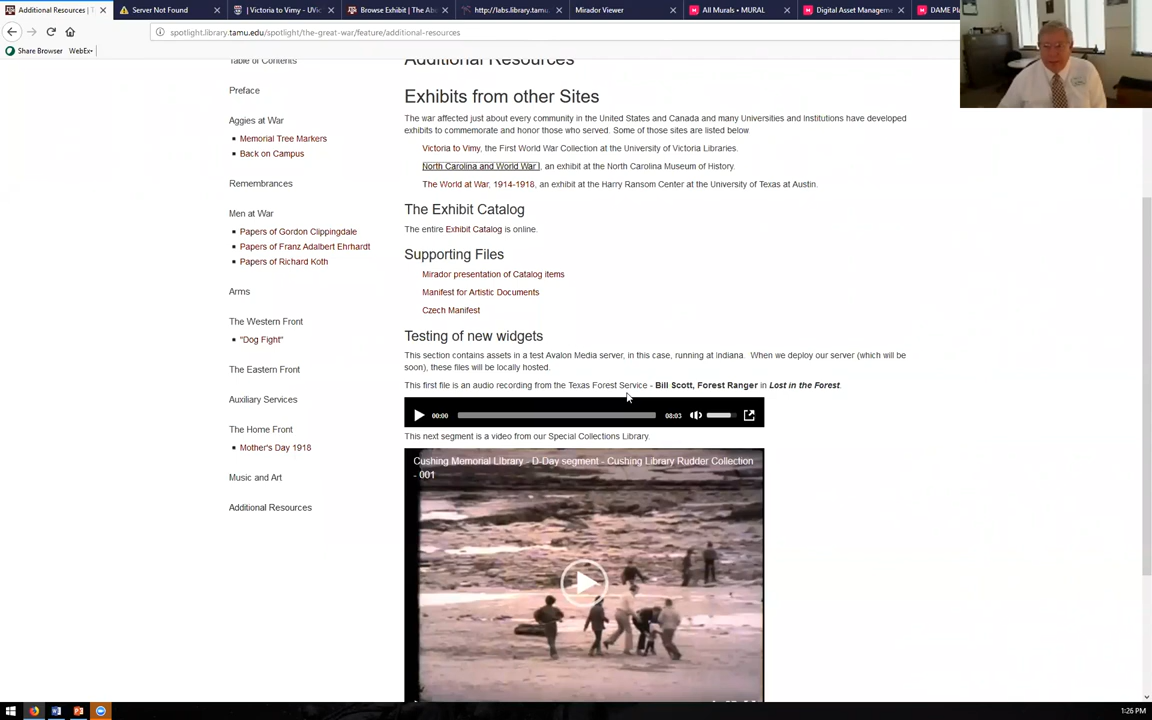 Additional Resources | T
Server Not Found
| Victoria to Vimy – UVic
Browse Exhibit | The Ab
http://labs.library.tamu.
Mirador Viewer
All Murals • MURAL
Digital Asset Managem
DAME Pl
spotlight.library.tamu.edu/spotlight/the-great-war/feature/additional-resources
Share Browser WebEx
Table of Contents
Preface
Aggies at War
Memorial Tree Markers
Back on Campus
Remembrances
Men at War
Papers of Gordon Clippingdale
Papers of Franz Adalbert Ehrhardt
Papers of Richard Koth
Arms
The Western Front
"Dog Fight"
The Eastern Front
Auxiliary Services
The Home Front
Mother's Day 1918
Music and Art
Additional Resources
Additional Resources
Exhibits from other Sites
The war affected just about every community in the United States and Canada and many Universities and Institutions have developed
exhibits to commemorate and honor those who served. Some of those sites are listed below
Victoria to Vimy, the First World War Collection at the University of Victoria Libraries.
North Carolina and World War I, an exhibit at the North Carolina Museum of History.
The World at War, 1914-1918, an exhibit at the Harry Ransom Center at the University of Texas at Austin.
The Exhibit Catalog
The entire Exhibit Catalog is online.
Supporting Files
Mirador presentation of Catalog items
Manifest for Artistic Documents
Czech Manifest
Testing of new widgets
This section contains assets in a test Avalon Media server, in this case, running at Indiana. When we deploy our server (which will be
soon), these files will be locally hosted.
This first file is an audio recording from the Texas Forest Service - Bill Scott, Forest Ranger in Lost in the Forest.
00:00 08:03
This next segment is a video from our Special Collections Library.
Cushing Memorial Library - D-Day segment - Cushing Library Rudder Collection
- 001
1:26 PM